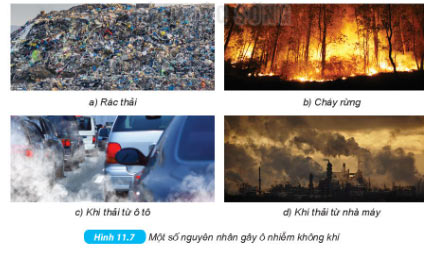 a) Rác thải
b) Cháy rừng
c) Khí thải từ ô tô
d) Khí thải từ nhà máy
Hình 11.7 Một số nguyên nhân gây ô nhiễm không khí